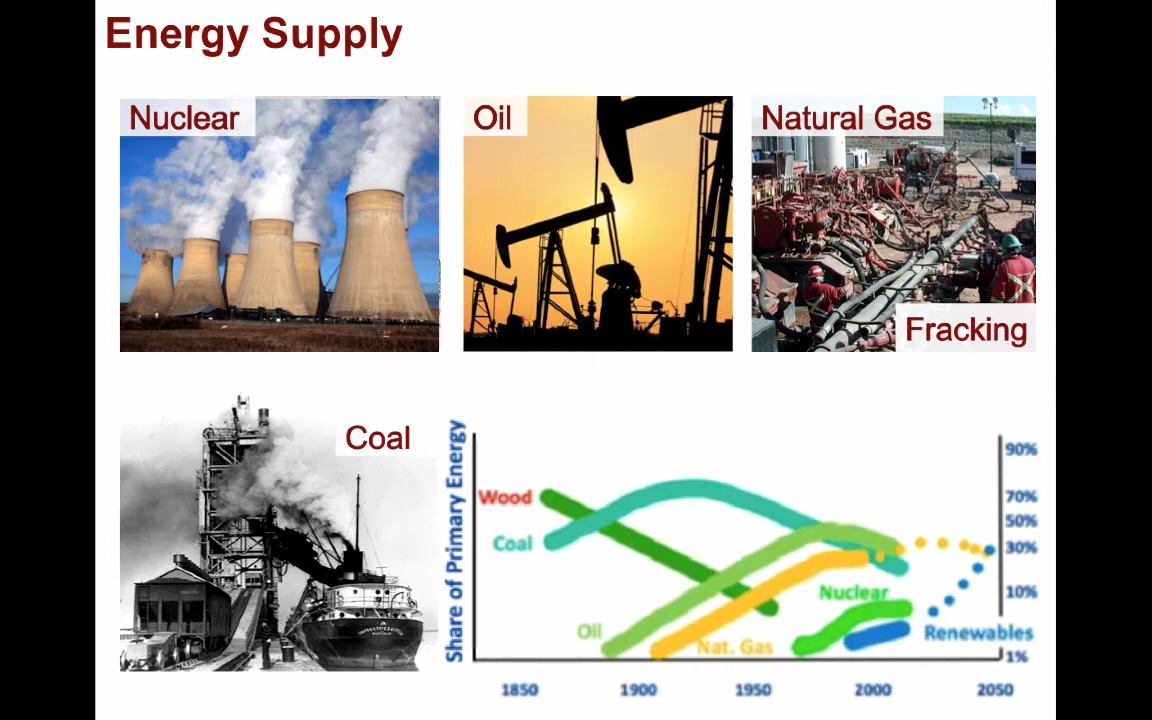 Energy Supply
Nuclear
Oil
Natural Gas
Fracking
Coal
Share of Primary Energy
90%
Wood
70%
50%
Coal
30%
Nuclear
10%
Oil
Nat. Gas
Renewables
1%
1850
1900
1950
2000
2050